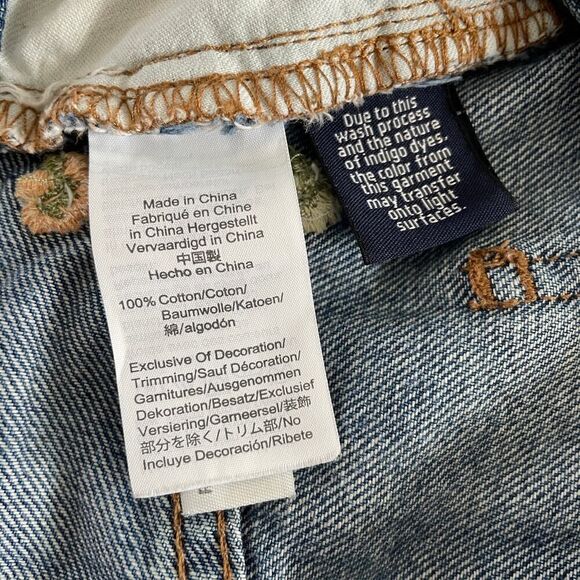 Made in China
Fabriqué en Chine
in China Hergestellt
Vervaardigd in China
中国製
Hecho en China
100% Cotton/Coton/
Baumwolle/Katoen/
綿/algodón
Exclusive Of Decoration/
Trimming/Sauf Décoration/
Garnitures/Ausgenommen
Dekoration/Besatz/Exclusief
Versiering/Garneersel/装飾
部分を除く/トリム部/No
Incluye Decoración/Ribete
Due to this
wash process
and the nature
of indigo dyes.
the color from
this garment
may transfer
onto light
surfaces.